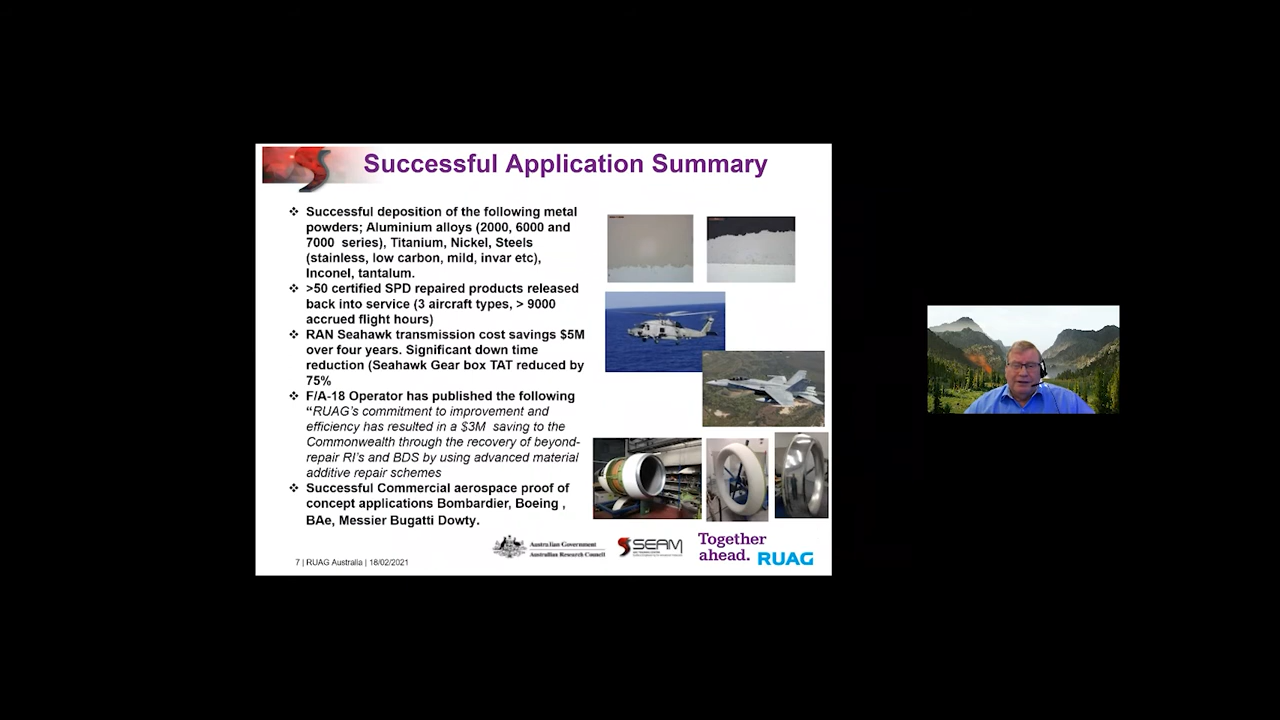 Successful Application Summary
❖ Successful deposition of the following metal
powders; Aluminium alloys (2000, 6000 and
7000 series), Titanium, Nickel, Steels
(stainless, low carbon, mild, invar etc),
Inconel, tantalum.
❖ >50 certified SPD repaired products released
back into service (3 aircraft types, > 9000
accrued flight hours)
❖ RAN Seahawk transmission cost savings $5M
over four years. Significant down time
reduction (Seahawk Gear box TAT reduced by
75%
❖ F/A-18 Operator has published the following
“RUAG's commitment to improvement and
efficiency has resulted in a $3M saving to the
Commonwealth through the recovery of beyond-
repair RI's and BDS by using advanced material
additive repair schemes
❖ Successful Commercial aerospace proof of
concept applications Bombardier, Boeing ,
BAe, Messier Bugatti Dowty.
Australian Government
Australian Research Council
SEAM
Together
ahead. RUAG
7 | RUAG Australia | 18/02/2021